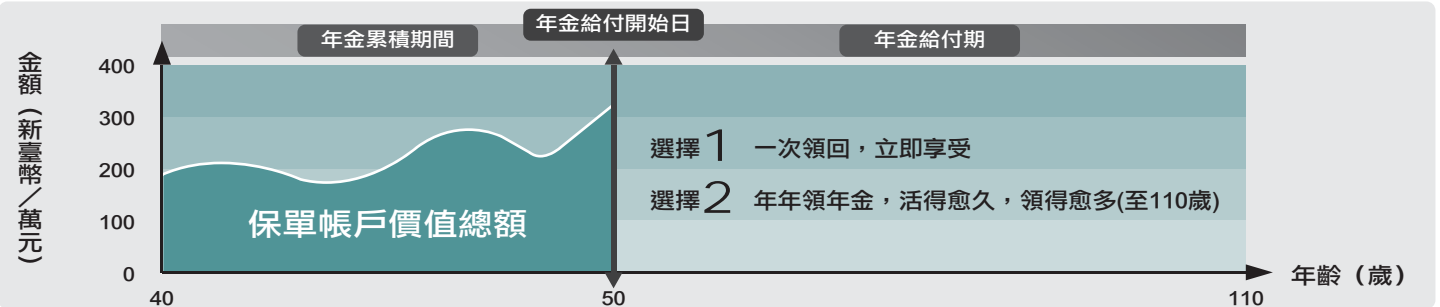 年金給付開始日
年金累積期間
年金給付期
金額（新臺幣／萬元）
400
300
200
100
0
選擇1 一次領回，立即享受
選擇2 年年領年金，活得愈久，領得愈多(至110歲)
保單帳戶價值總額
40
50
110
年齡（歲）